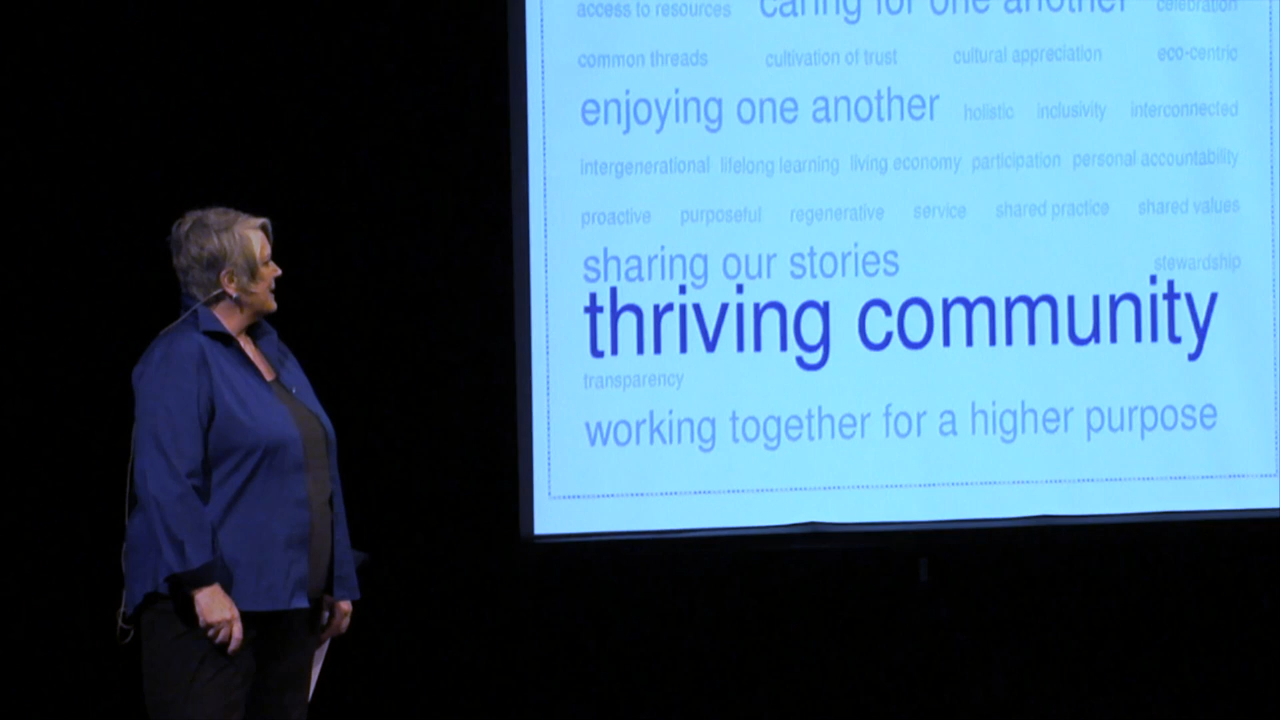 access to resources caring for one another celebration
common threads cultivation of trust cultural appreciation eco-centric
enjoying one another holistic inclusivity interconnected
intergenerational lifelong learning living economy participation personal accountability
proactive purposeful regenerative service shared practice shared values
sharing our stories stewardship
thriving community
transparency
working together for a higher purpose